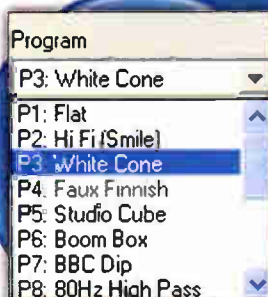 Program
P3: White Cone
P1: Flat
P2: Hi Fi (Smile)
P3: White Cone
P4: Faux Finnish
P5: Studio Cube
P6: Boom Box
P7: BBC Dip
P8: 80Hz High Pass